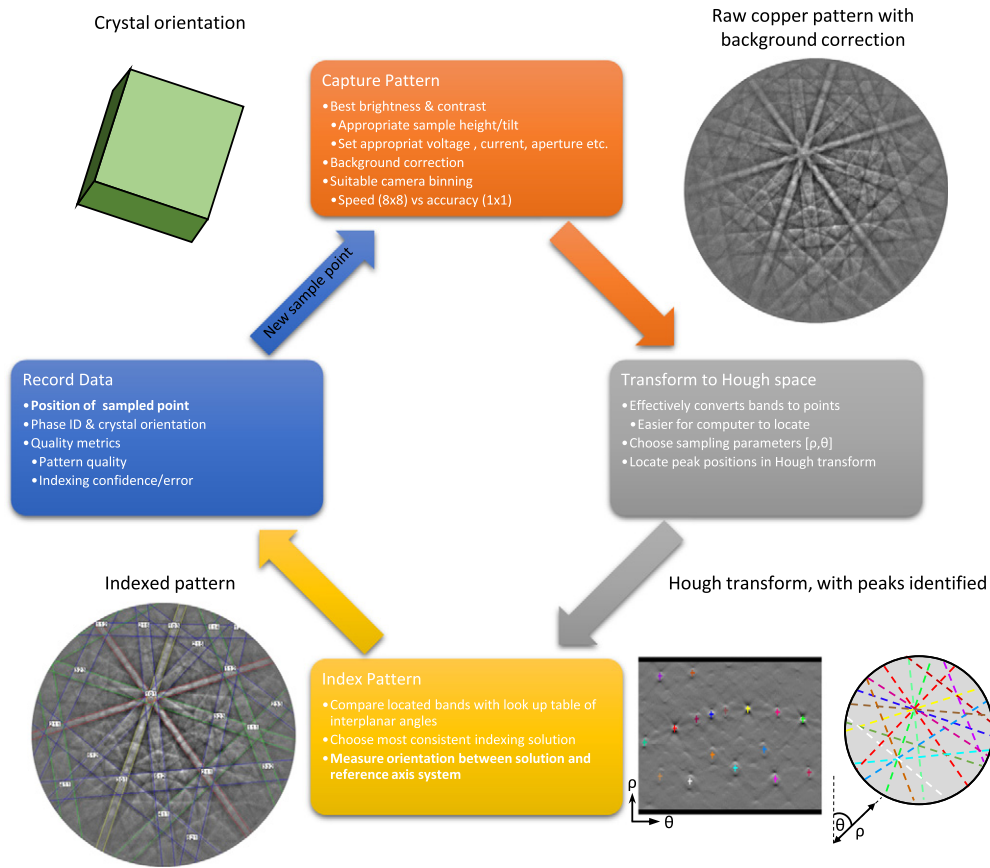 Crystal orientation
Raw copper pattern with
background correction
Capture Pattern
•Best brightness & contrast
•Appropriate sample height/tilt
•Set appropriat voltage , current, aperture etc.
•Background correction
•Suitable camera binning
•Speed (8x8) vs accuracy (1x1)
New sample point
Record Data
•Position of sampled point
•Phase ID & crystal orientation
•Quality metrics
•Pattern quality
•Indexing confidence/error
Transform to Hough space
•Effectively converts bands to points
•Easier for computer to locate
•Choose sampling parameters [ρ,θ]
•Locate peak positions in Hough transform
Indexed pattern
Hough transform, with peaks identified
Index Pattern
•Compare located bands with look up table of
interplanar angles
•Choose most consistent indexing solution
•Measure orientation between solution and
reference axis system
ρ
θ
θ
ρ